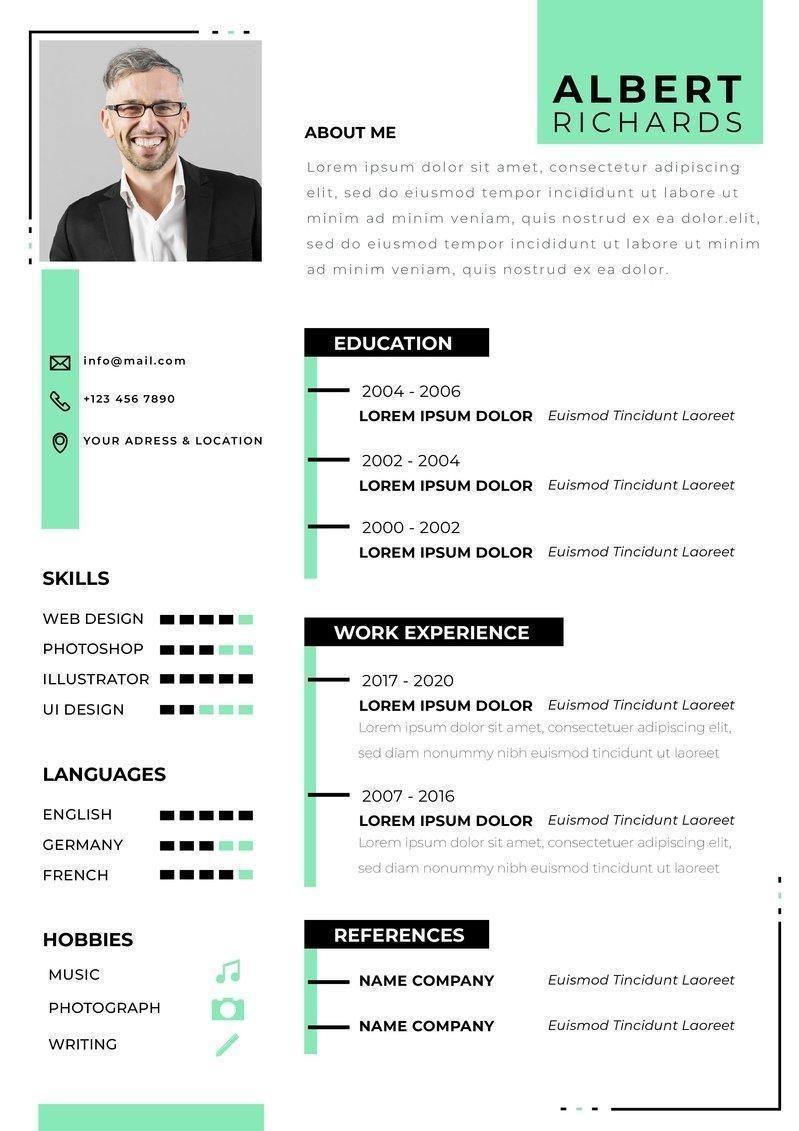 ALBERT
RICHARDS
ABOUT ME
Lorem ipsum dolor sit amet, consectetur adipiscing
elit, sed do eiusmod tempor incididunt ut labore ut
minim ad minim veniam, quis nostrud ex ea dolor.elit,
sed do eiusmod tempor incididunt ut labore ut minim
ad minim veniam, quis nostrud ex ea dolor.
info@mail.com
+123 456 7890
YOUR ADRESS & LOCATION
SKILLS
WEB DESIGN
PHOTOSHOP
ILLUSTRATOR
UI DESIGN
LANGUAGES
ENGLISH
GERMANY
FRENCH
HOBBIES
MUSIC
PHOTOGRAPH
WRITING
EDUCATION
2004 - 2006
LOREM IPSUM DOLOR Euismod Tincidunt Laoreet
2002 - 2004
LOREM IPSUM DOLOR Euismod Tincidunt Laoreet
2000 - 2002
LOREM IPSUM DOLOR Euismod Tincidunt Laoreet
WORK EXPERIENCE
2017 - 2020
LOREM IPSUM DOLOR Euismod Tincidunt Laoreet
Lorem ipsum dolor sit amet, consectetuer adipiscing elit,
sed diam nonummy nibh euismod tincidunt ut laoreet
2007 - 2016
LOREM IPSUM DOLOR Euismod Tincidunt Laoreet
Lorem ipsum dolor sit amet, consectetuer adipiscing elit,
sed diam nonummy nibh euismod tincidunt ut laoreet
REFERENCES
NAME COMPANY Euismod Tincidunt Laoreet
NAME COMPANY Euismod Tincidunt Laoreet